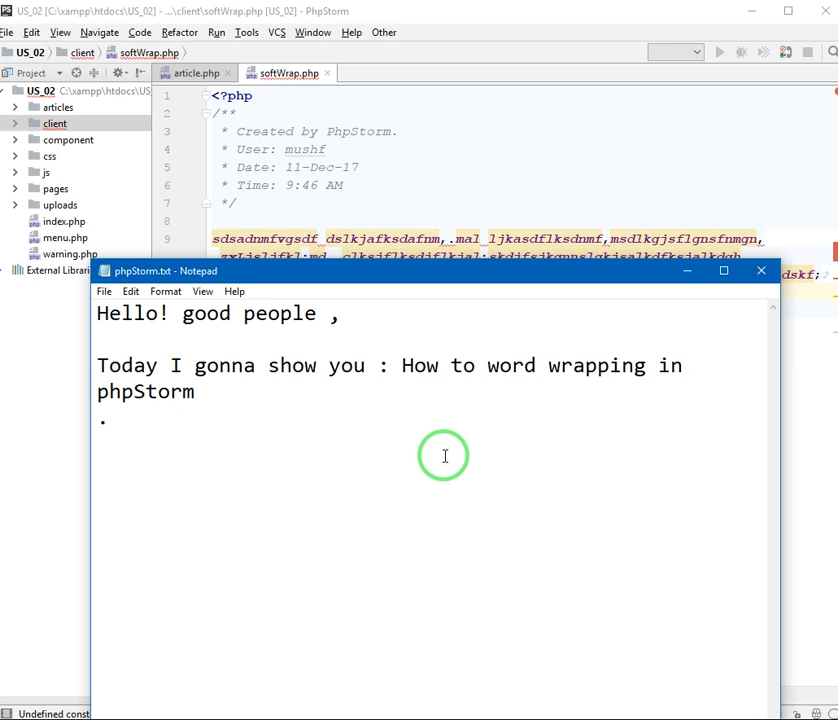 PS US_02 [C:\xampp\htdocs\US_02] - ...\client\softWrap.php [US_02] - PhpStorm
File Edit View Navigate Code Refactor Run Tools VCS Window Help Other
US_02 client softWrap.php
Project article.php softWrap.php
US_02 C:\xampp\htdocs\US
articles
client
component
css
js
pages
uploads
index.php
menu.php
warning.php
External Librari
1 <?php
2 /**
3 * Created by PhpStorm.
4 * User: mushf
5 * Date: 11-Dec-17
6 * Time: 9:46 AM
7 */
8
9 sdsadnmfvgsdf dslkjafksdafnm,.mal ljkasdflksdnmf,msdlkgjsflgnsfnmgn,
dskf;
phpStorm.txt - Notepad
File Edit Format View Help
Hello! good people ,
Today I gonna show you : How to word wrapping in
phpStorm
.
Undefined const